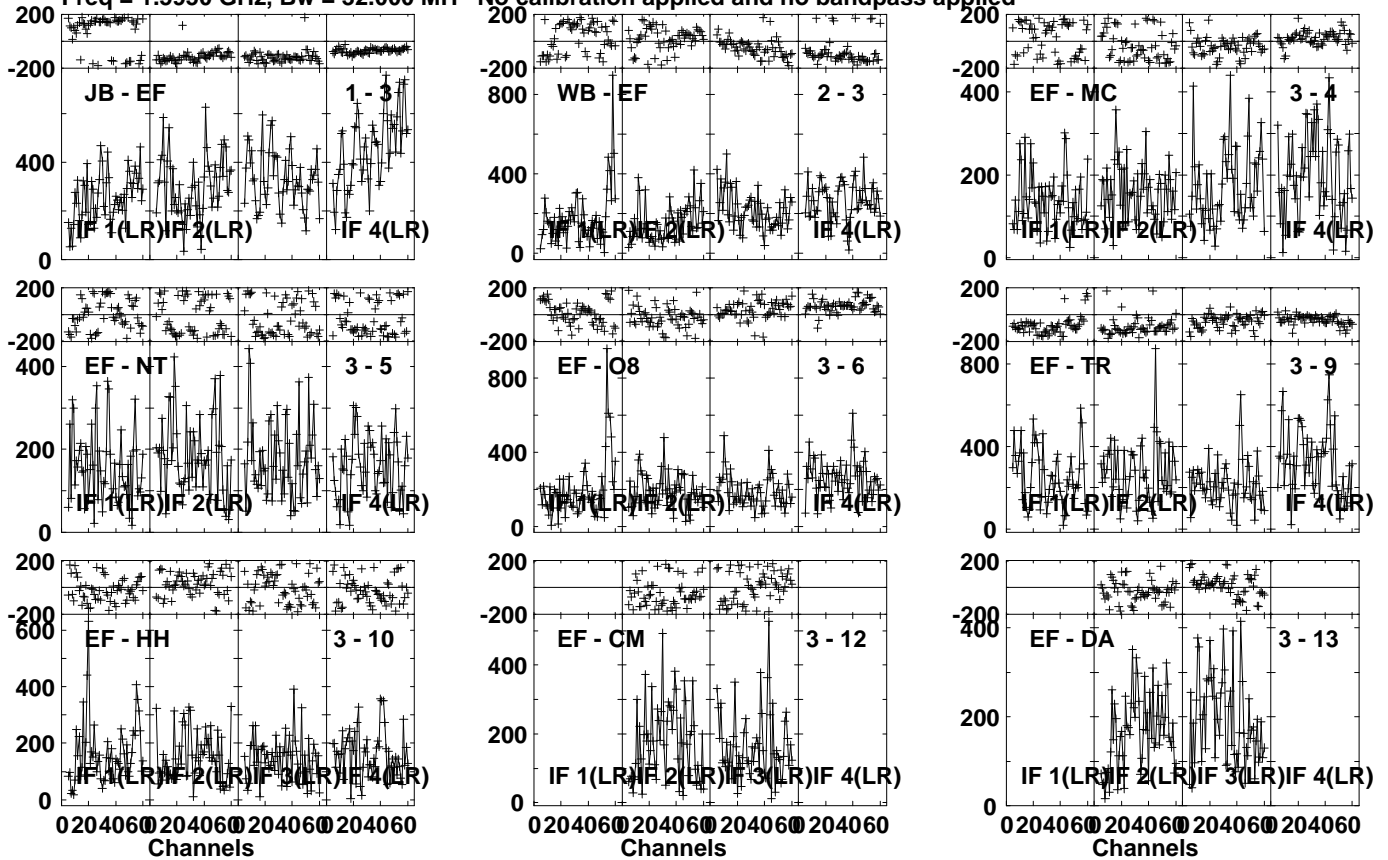 Freq = 1.5950 GHz, Bw = 32.000 MH No calibration applied and no bandpass applied
200
-200
JB - EF 1 - 3
400
0
IF 1(LR) IF 2(LR) IF 4(LR)
200
-200
WB - EF 2 - 3
800
400
0
IF 1(LR) IF 2(LR) IF 4(LR)
200
-200
EF - MC 3 - 4
400
200
0
IF 1(LR) IF 2(LR) IF 4(LR)
200
-200
EF - NT 3 - 5
400
200
0
IF 1(LR) IF 2(LR) IF 4(LR)
200
-200
EF - O8 3 - 6
800
400
0
IF 1(LR) IF 2(LR) IF 4(LR)
200
-200
EF - TR 3 - 9
800
400
0
IF 1(LR) IF 2(LR) IF 4(LR)
200
-200
EF - HH 3 - 10
600
400
200
0
IF 1(LR) IF 2(LR) IF 3(LR) IF 4(LR)
0 20 40 60 0 20 40 60 0 20 40 60 0 20 40 60
Channels
200
-200
EF - CM 3 - 12
400
200
0
IF 1(LR) IF 2(LR) IF 3(LR) IF 4(LR)
0 20 40 60 0 20 40 60 0 20 40 60 0 20 40 60
Channels
200
-200
EF - DA 3 - 13
400
200
0
IF 1(LR) IF 2(LR) IF 3(LR) IF 4(LR)
0 20 40 60 0 20 40 60 0 20 40 60 0 20 40 60
Channels